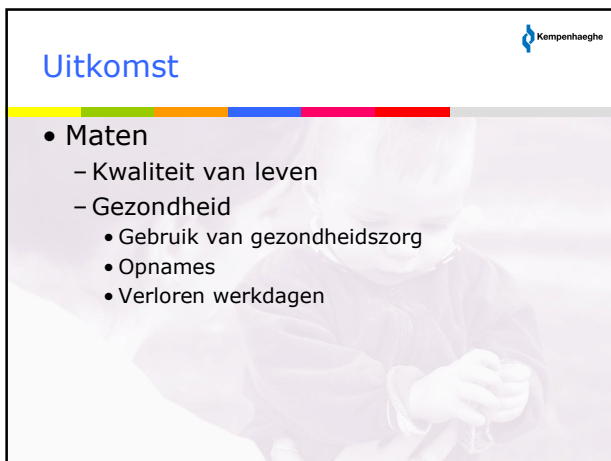 Kempenhaeghe
Uitkomst
• Maten
– Kwaliteit van leven
– Gezondheid
• Gebruik van gezondheidszorg
• Opnames
• Verloren werkdagen